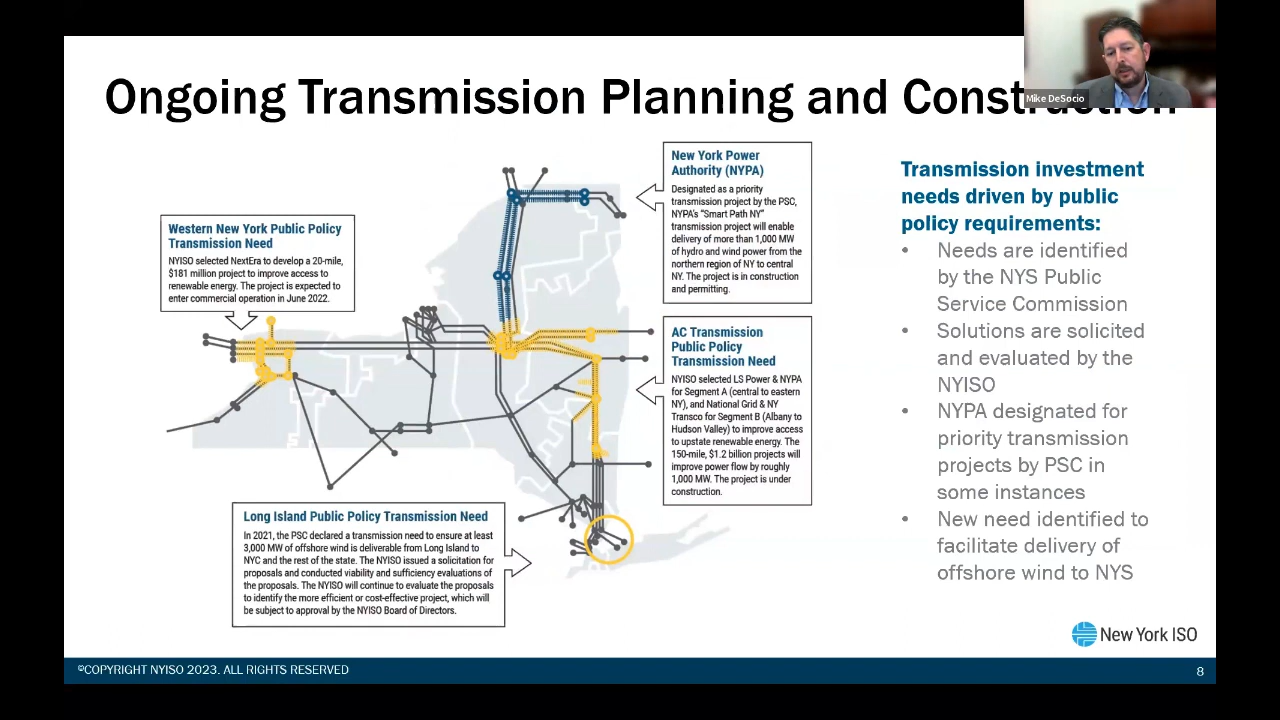 Ongoing Transmission Planning and Construction
Mike DeSocio
New York Power
Authority (NYPA)
Designated as a priority
transmission project by the PSC,
NYPA's “Smart Path NY”
transmission project will enable
delivery of more than 1,000 MW
of hydro and wind power from the
northern region of NY to central
NY. The project is in construction
and permitting.
Western New York Public Policy
Transmission Need
NYISO selected NextEra to develop a 20-mile,
$181 million project to improve access to
renewable energy. The project is expected to
enter commercial operation in June 2022.
AC Transmission
Public Policy
Transmission Need
NYISO selected LS Power & NYPA
for Segment A (central to eastern
NY), and National Grid & NY
Transco for Segment B (Albany to
Hudson Valley) to improve access
to upstate renewable energy. The
150-mile, $1.2 billion projects will
improve power flow by roughly
1,000 MW. The project is under
construction.
Long Island Public Policy Transmission Need
In 2021, the PSC declared a transmission need to ensure at least
3,000 MW of offshore wind is deliverable from Long Island to
NYC and the rest of the state. The NYISO issued a solicitation for
proposals and conducted viability and sufficiency evaluations of
the proposals. The NYISO will continue to evaluate the proposals
to identify the more efficient or cost-effective project, which will
be subject to approval by the NYISO Board of Directors.
Transmission investment
needs driven by public
policy requirements:
• Needs are identified
by the NYS Public
Service Commission
• Solutions are solicited
and evaluated by the
NYISO
• NYPA designated for
priority transmission
projects by PSC in
some instances
• New need identified to
facilitate delivery of
offshore wind to NYS
New York ISO
©COPYRIGHT NYISO 2023. ALL RIGHTS RESERVED
8